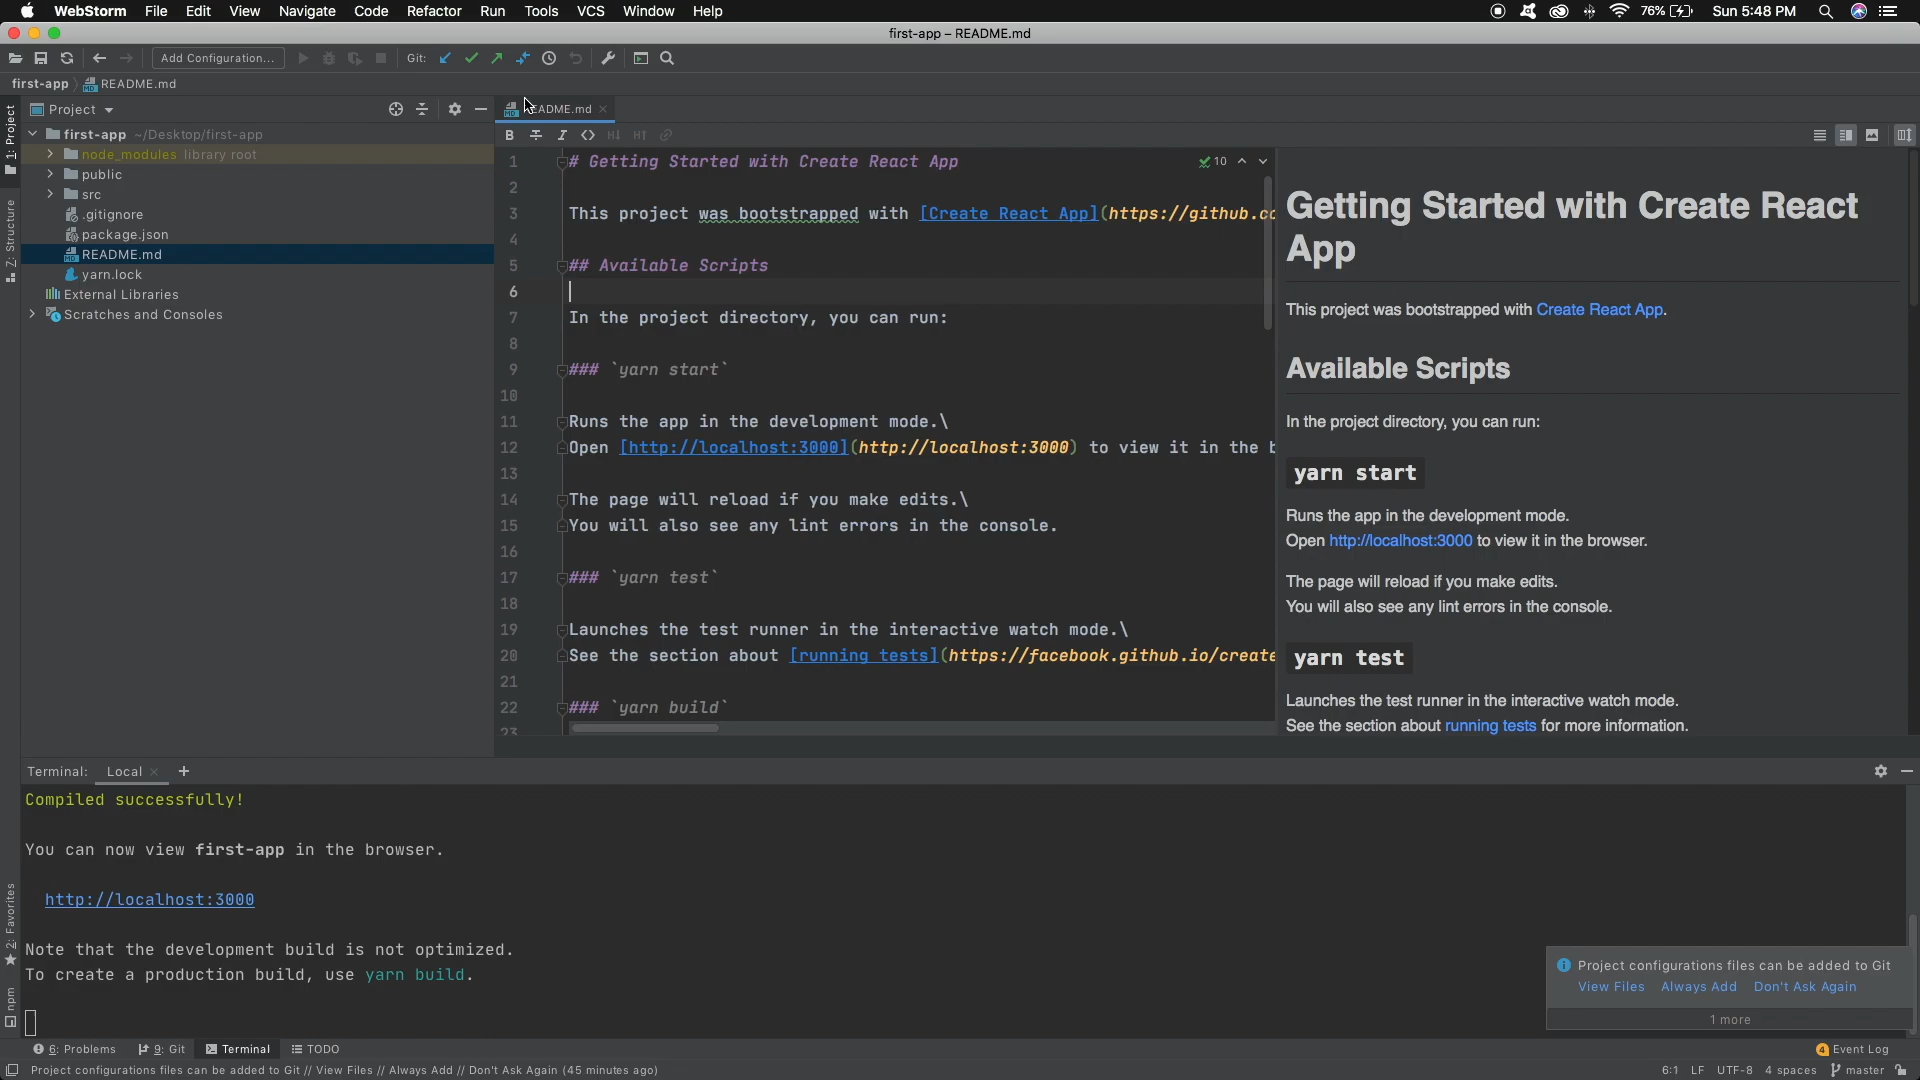 WebStorm File Edit View Navigate Code Refactor Run Tools VCS Window Help 76% Sun 5:48 PM
first-app – README.md
Add Configuration... Git:
first-app README.md
Project
first-app ~/Desktop/first-app
node_modules library root
public
src
.gitignore
package.json
README.md
yarn.lock
External Libraries
Scratches and Consoles
1: Project
Z: Structure
2: Favorites
npm
README.md
B I <> H↓ H↑
10
1 # Getting Started with Create React App
2
3 This project was bootstrapped with [Create React App](https://github.co
4
5 ## Available Scripts
6
7 In the project directory, you can run:
8
9 ### `yarn start`
10
11 Runs the app in the development mode.\
12 Open [http://localhost:3000](http://localhost:3000) to view it in the b
13
14 The page will reload if you make edits.\
15 You will also see any lint errors in the console.
16
17 ### `yarn test`
18
19 Launches the test runner in the interactive watch mode.\
20 See the section about [running tests](https://facebook.github.io/create
21
22 ### `yarn build`
23
Getting Started with Create React
App
This project was bootstrapped with Create React App.
Available Scripts
In the project directory, you can run:
yarn start
Runs the app in the development mode.
Open http://localhost:3000 to view it in the browser.
The page will reload if you make edits.
You will also see any lint errors in the console.
yarn test
Launches the test runner in the interactive watch mode.
See the section about running tests for more information.
Terminal: Local +
Compiled successfully!
You can now view first-app in the browser.
http://localhost:3000
Note that the development build is not optimized.
To create a production build, use yarn build.
Project configurations files can be added to Git
View Files Always Add Don't Ask Again
1 more
6: Problems 9: Git Terminal TODO 4 Event Log
Project configurations files can be added to Git // View Files // Always Add // Don't Ask Again (45 minutes ago) 6:1 LF UTF-8 4 spaces master